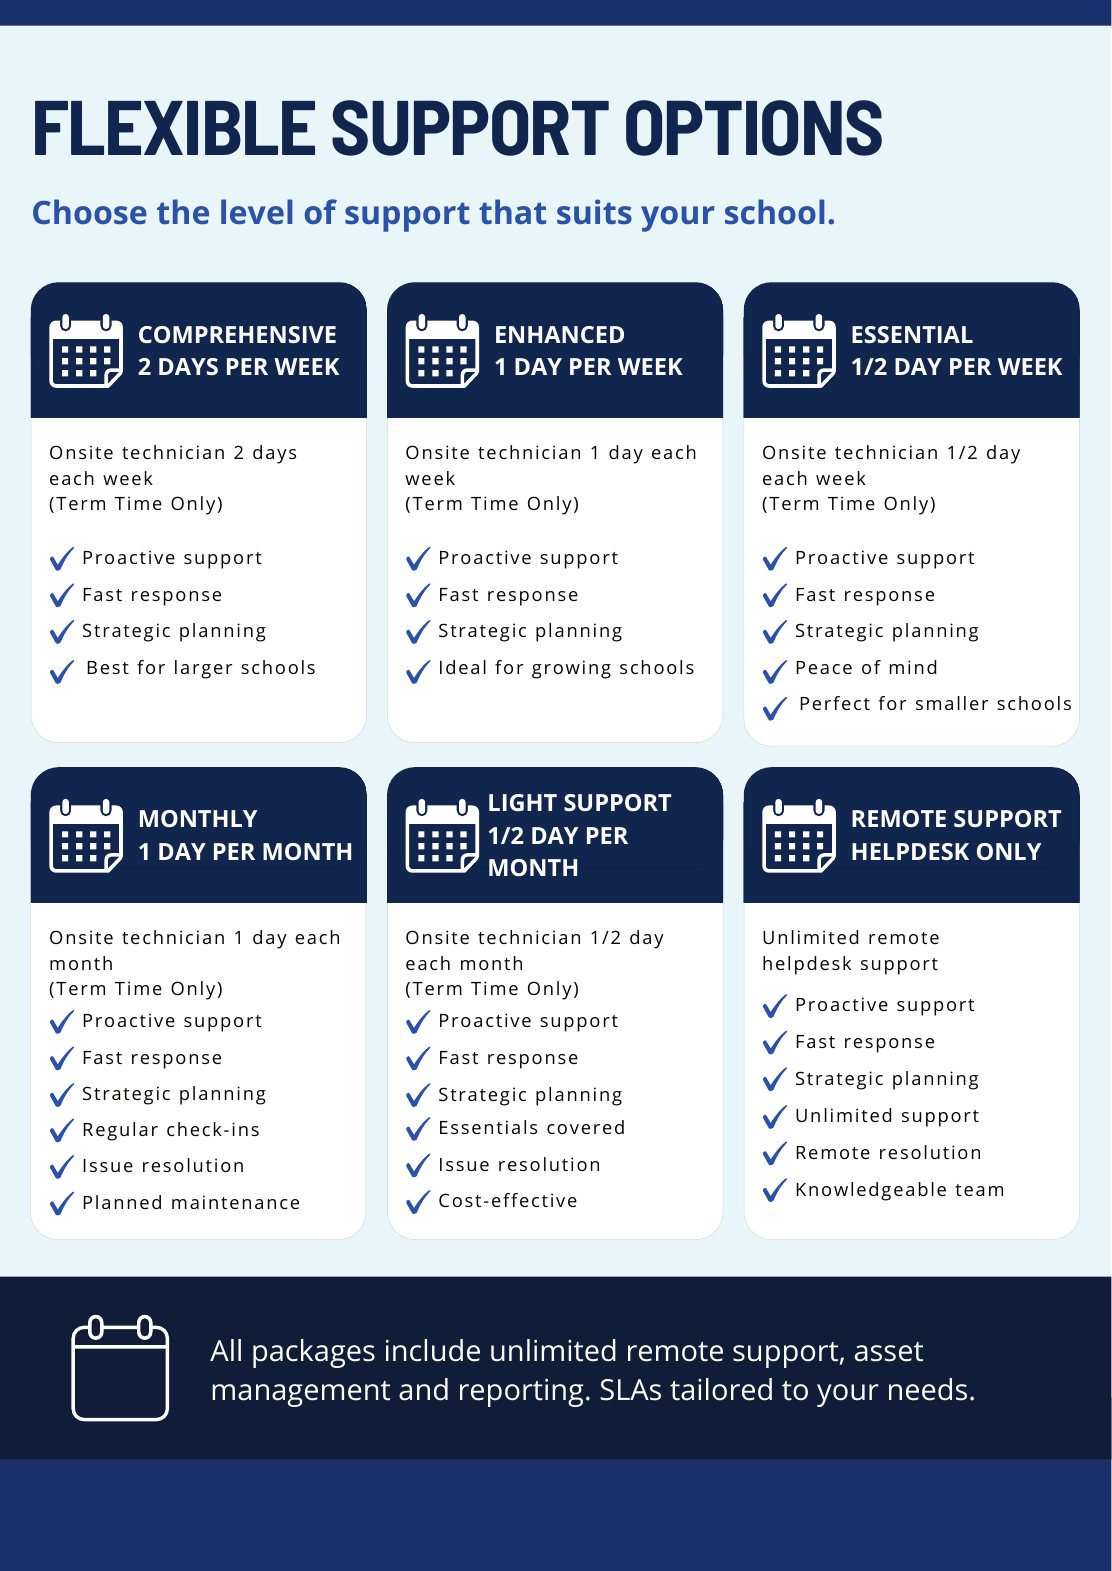 FLEXIBLE SUPPORT OPTIONS
Choose the level of support that suits your school.
COMPREHENSIVE
2 DAYS PER WEEK
Onsite technician 2 days
each week
(Term Time Only)
Proactive support
Fast response
Strategic planning
Best for larger schools
ENHANCED
1 DAY PER WEEK
Onsite technician 1 day each
week
(Term Time Only)
Proactive support
Fast response
Strategic planning
Ideal for growing schools
ESSENTIAL
1/2 DAY PER WEEK
Onsite technician 1/2 day
each week
(Term Time Only)
Proactive support
Fast response
Strategic planning
Peace of mind
Perfect for smaller schools
MONTHLY
1 DAY PER MONTH
Onsite technician 1 day each
month
(Term Time Only)
Proactive support
Fast response
Strategic planning
Regular check-ins
Issue resolution
Planned maintenance
LIGHT SUPPORT
1/2 DAY PER
MONTH
Onsite technician 1/2 day
each month
(Term Time Only)
Proactive support
Fast response
Strategic planning
Essentials covered
Issue resolution
Cost-effective
REMOTE SUPPORT
HELPDESK ONLY
Unlimited remote
helpdesk support
Proactive support
Fast response
Strategic planning
Unlimited support
Remote resolution
Knowledgeable team
All packages include unlimited remote support, asset
management and reporting. SLAs tailored to your needs.